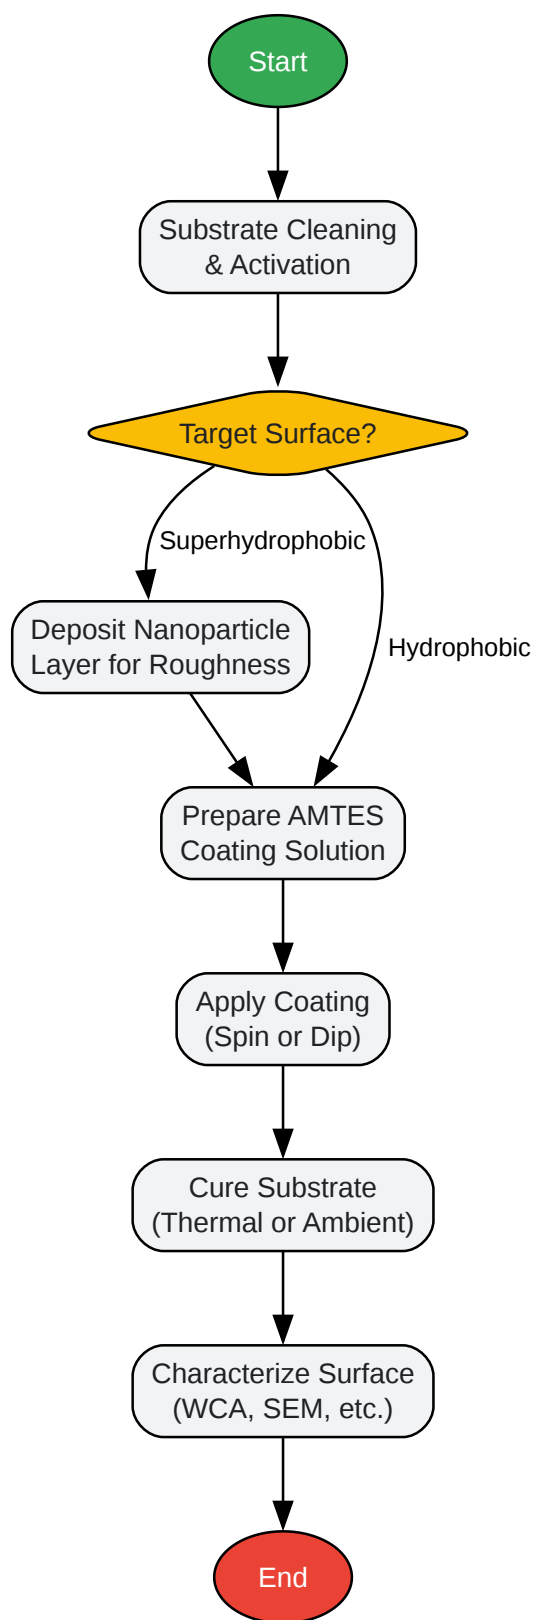 Start
Substrate Cleaning
& Activation
Target Surface?
Superhydrophobic
Deposit Nanoparticle
Layer for Roughness
Hydrophobic
Prepare AMTES
Coating Solution
Apply Coating
(Spin or Dip)
Cure Substrate
(Thermal or Ambient)
Characterize Surface
(WCA, SEM, etc.)
End